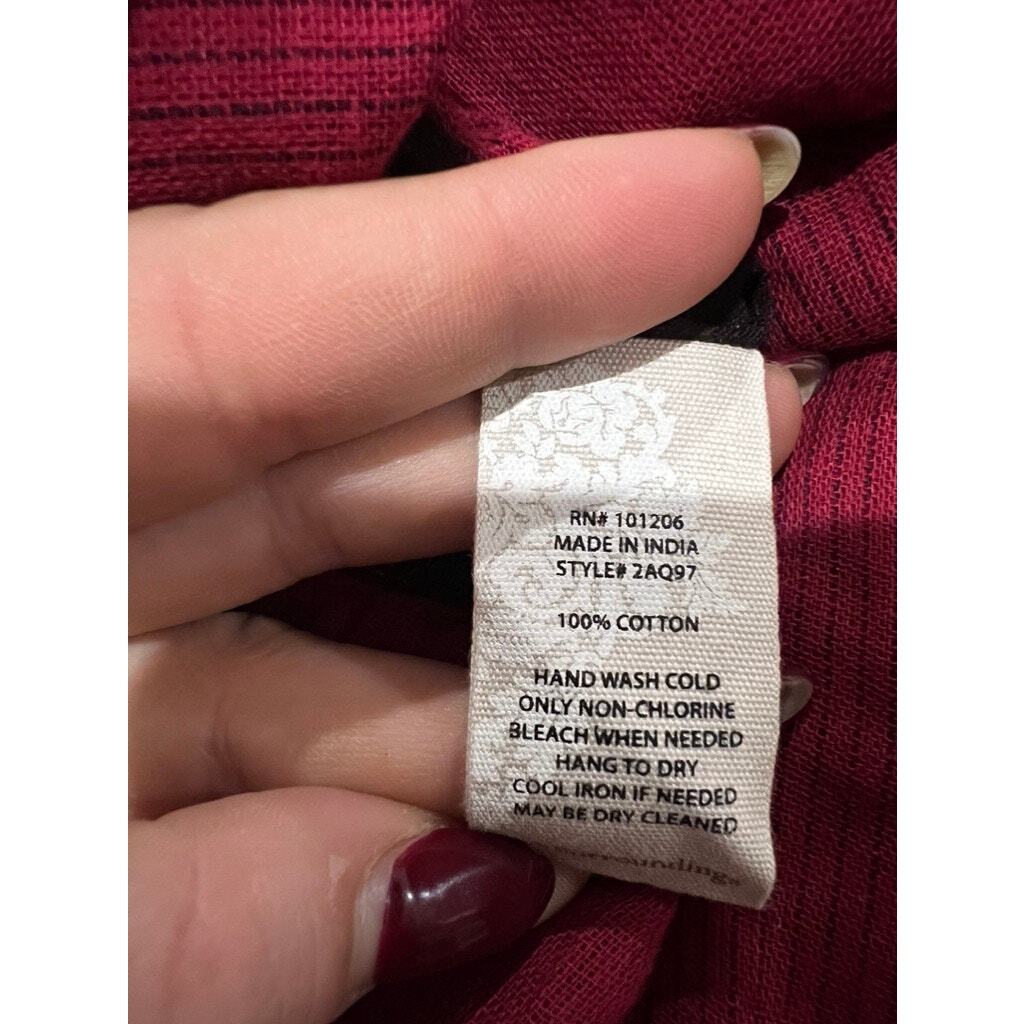 RN# 101206
MADE IN INDIA
STYLE# 2AQ97
100% COTTON
HAND WASH COLD
ONLY NON-CHLORINE
BLEACH WHEN NEEDED
HANG TO DRY
COOL IRON IF NEEDED
MAY BE DRY CLEANED